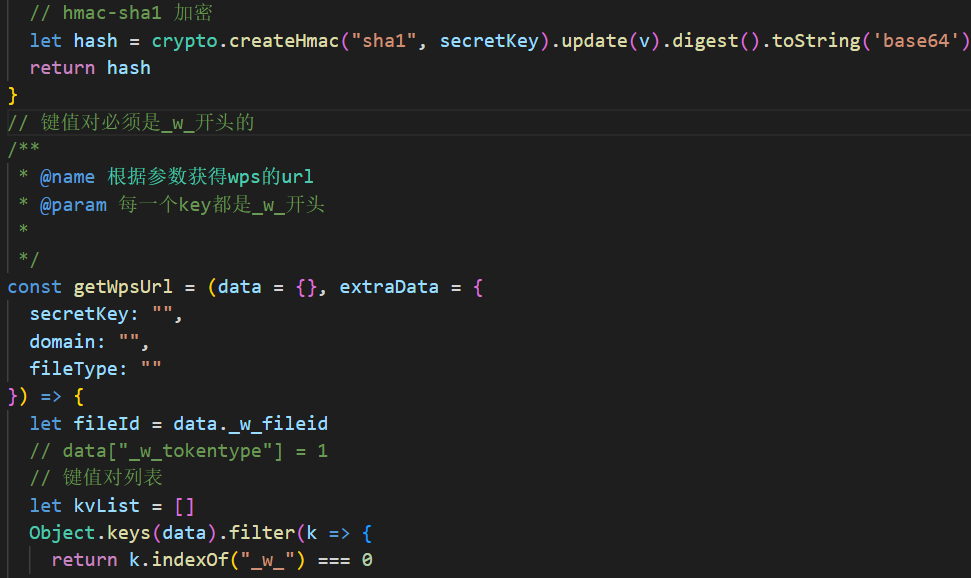 // hmac-sha1 加密
let hash = crypto.createHmac("sha1", secretKey).update(v).digest().toString('base64')
return hash
}
// 键值对必须是_w_开头的
/**
* @name 根据参数获得wps的url
* @param 每一个key都是_w_开头
*
*/
const getWpsUrl = (data = {}, extraData = {
secretKey: "",
domain: "",
fileType: ""
}) => {
let fileId = data._w_fileid
// data["_w_tokentype"] = 1
// 键值对列表
let kvList = []
Object.keys(data).filter(k => {
return k.indexOf("_w_") === 0